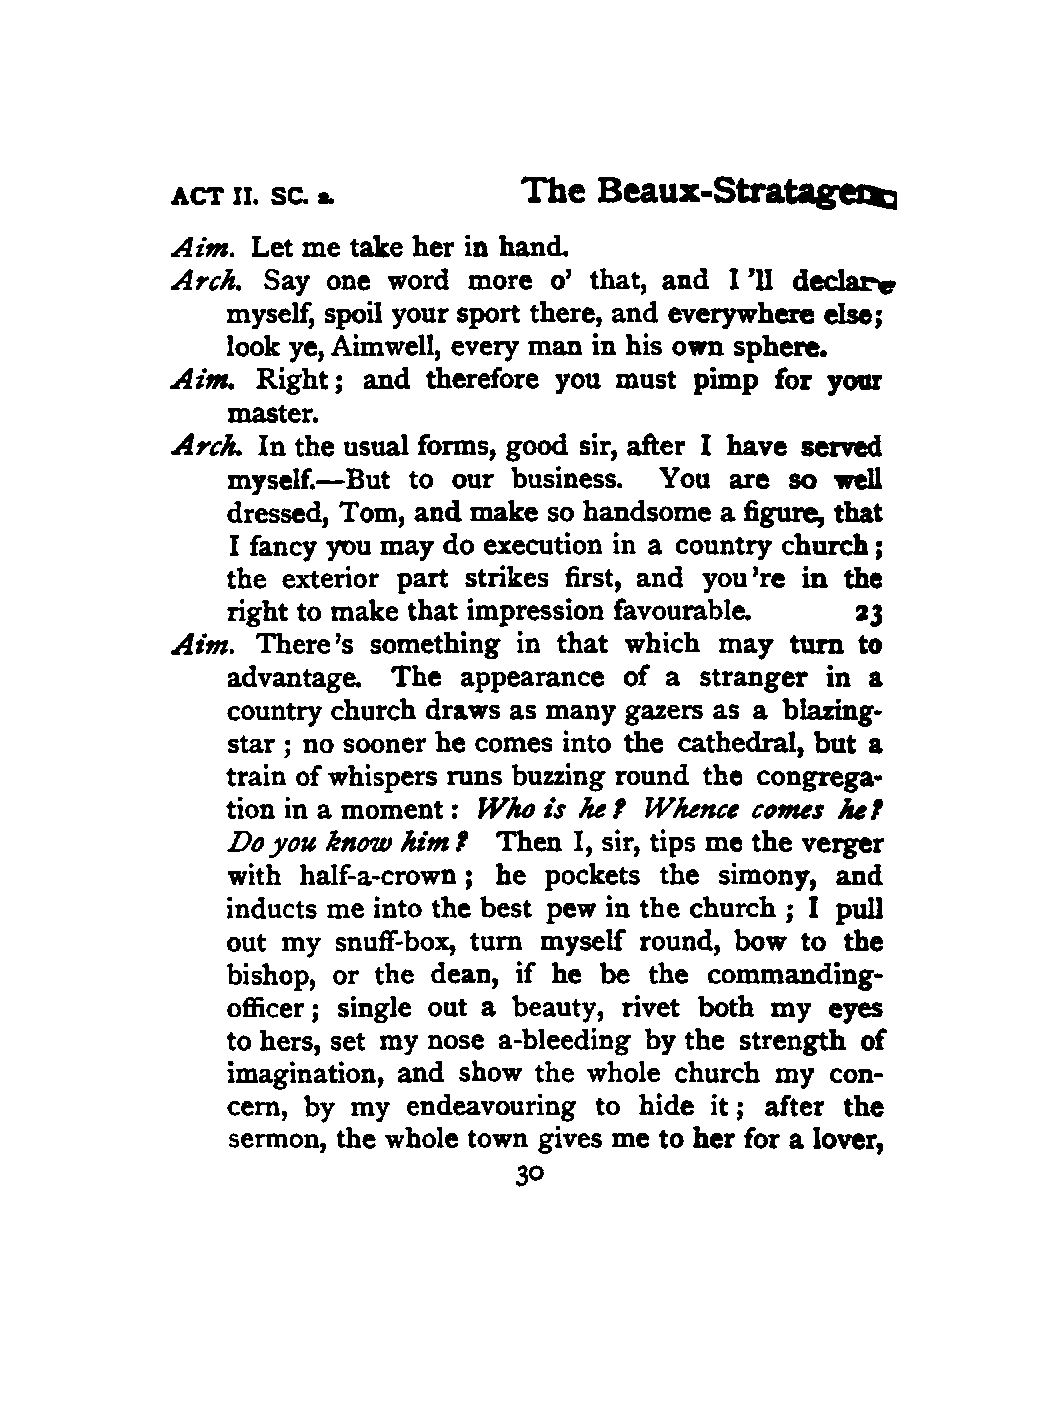 ACT II. SC. 2. The Beaux-Stratagem
Aim. Let me take her in hand.
Arch. Say one word more o' that, and I 'll declare
myself, spoil your sport there, and everywhere else;
look ye, Aimwell, every man in his own sphere.
Aim. Right; and therefore you must pimp for your
master.
Arch. In the usual forms, good sir, after I have served
myself.—But to our business. You are so well
dressed, Tom, and make so handsome a figure, that
I fancy you may do execution in a country church;
the exterior part strikes first, and you 're in the
right to make that impression favourable. 23
Aim. There 's something in that which may turn to
advantage. The appearance of a stranger in a
country church draws as many gazers as a blazing-
star; no sooner he comes into the cathedral, but a
train of whispers runs buzzing round the congrega-
tion in a moment: Who is he? Whence comes he?
Do you know him? Then I, sir, tips me the verger
with half-a-crown; he pockets the simony, and
inducts me into the best pew in the church; I pull
out my snuff-box, turn myself round, bow to the
bishop, or the dean, if he be the commanding-
officer; single out a beauty, rivet both my eyes
to hers, set my nose a-bleeding by the strength of
imagination, and show the whole church my con-
cern, by my endeavouring to hide it; after the
sermon, the whole town gives me to her for a lover,
30